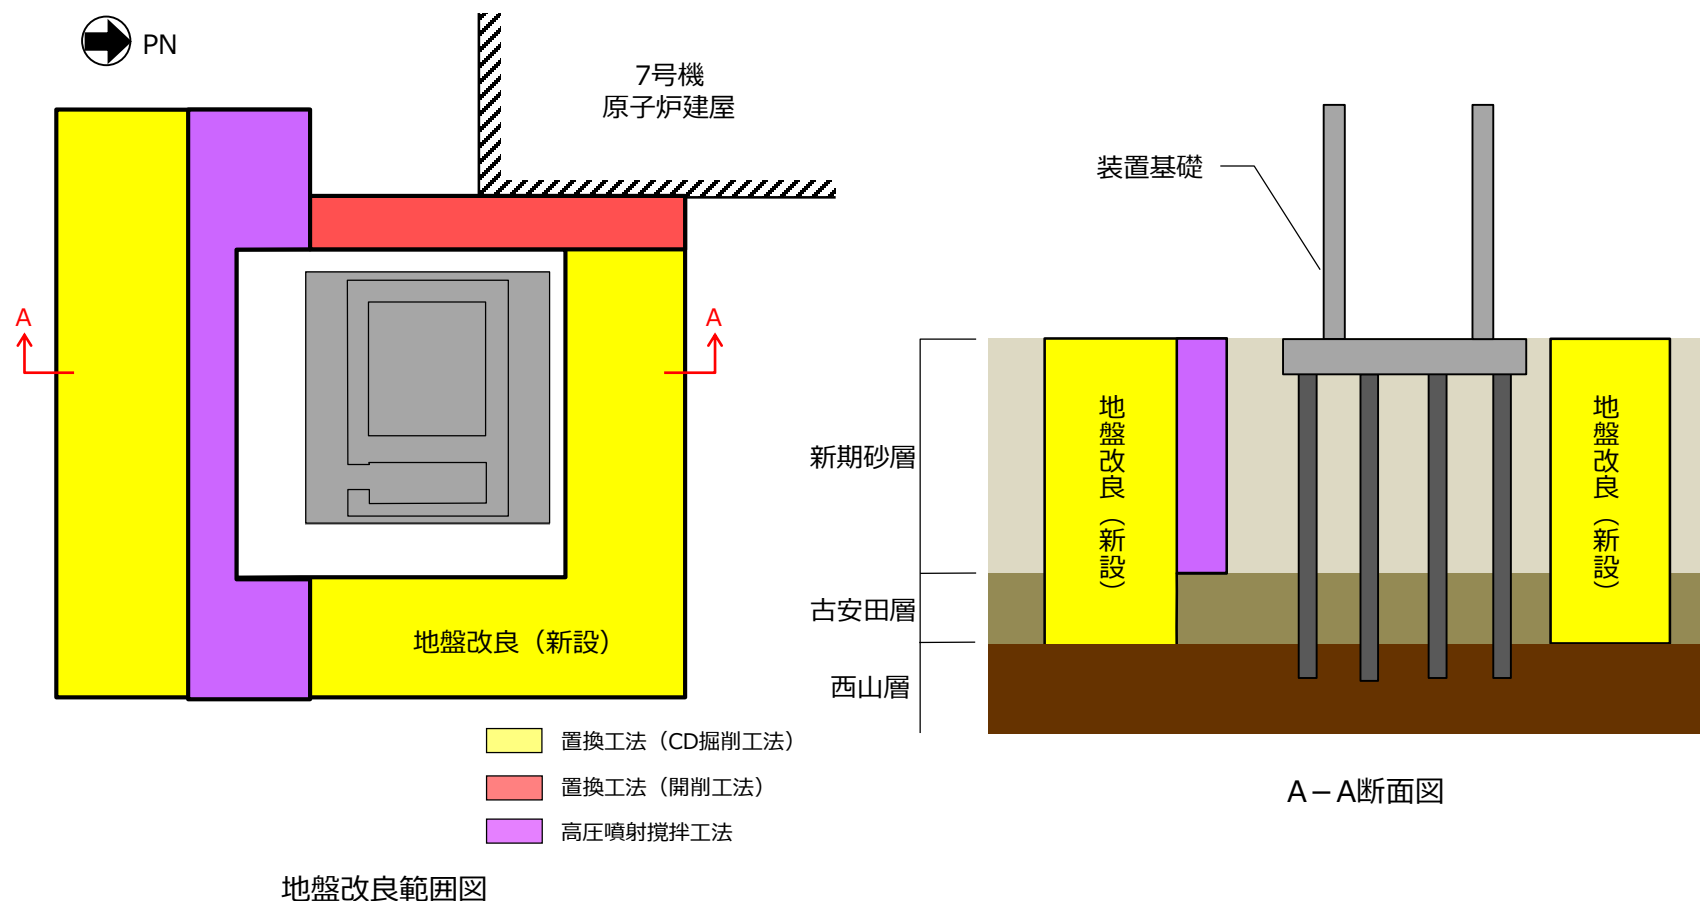 PN
7号機
原子炉建屋
A
A
地盤改良（新設）
置換工法（CD掘削工法）
置換工法（開削工法）
高圧噴射撹拌工法
地盤改良範囲図
装置基礎
新期砂層
古安田層
西山層
地盤改良（新設）
地盤改良（新設）
A－A断面図